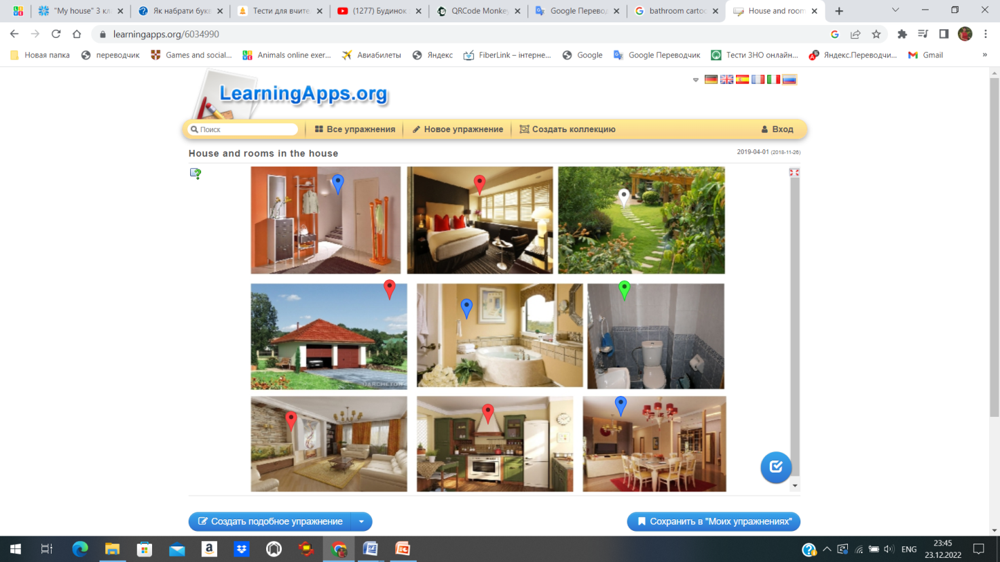 "My house" 3 кл
Як набрати букв
Тести для вчите
(1277) Будинок
QRCode Monke
Google Перевод
bathroom cartoo
House and room
learningapps.org/6034990
Новая папка
переводчик
Games and social...
Animals online exer...
Авиабилеты
Яндекс
FiberLink – інтерне...
Google
Google Переводчик
Тести ЗНО онлайн...
Яндекс.Переводчи...
Gmail
»
LearningApps.org
Поиск
Все упражнения
Новое упражнение
Создать коллекцию
Вход
House and rooms in the house
2019-04-01 (2018-11-26)
Создать подобное упражнение
Сохранить в "Моих упражнениях"
ENG
23:45
23.12.2022